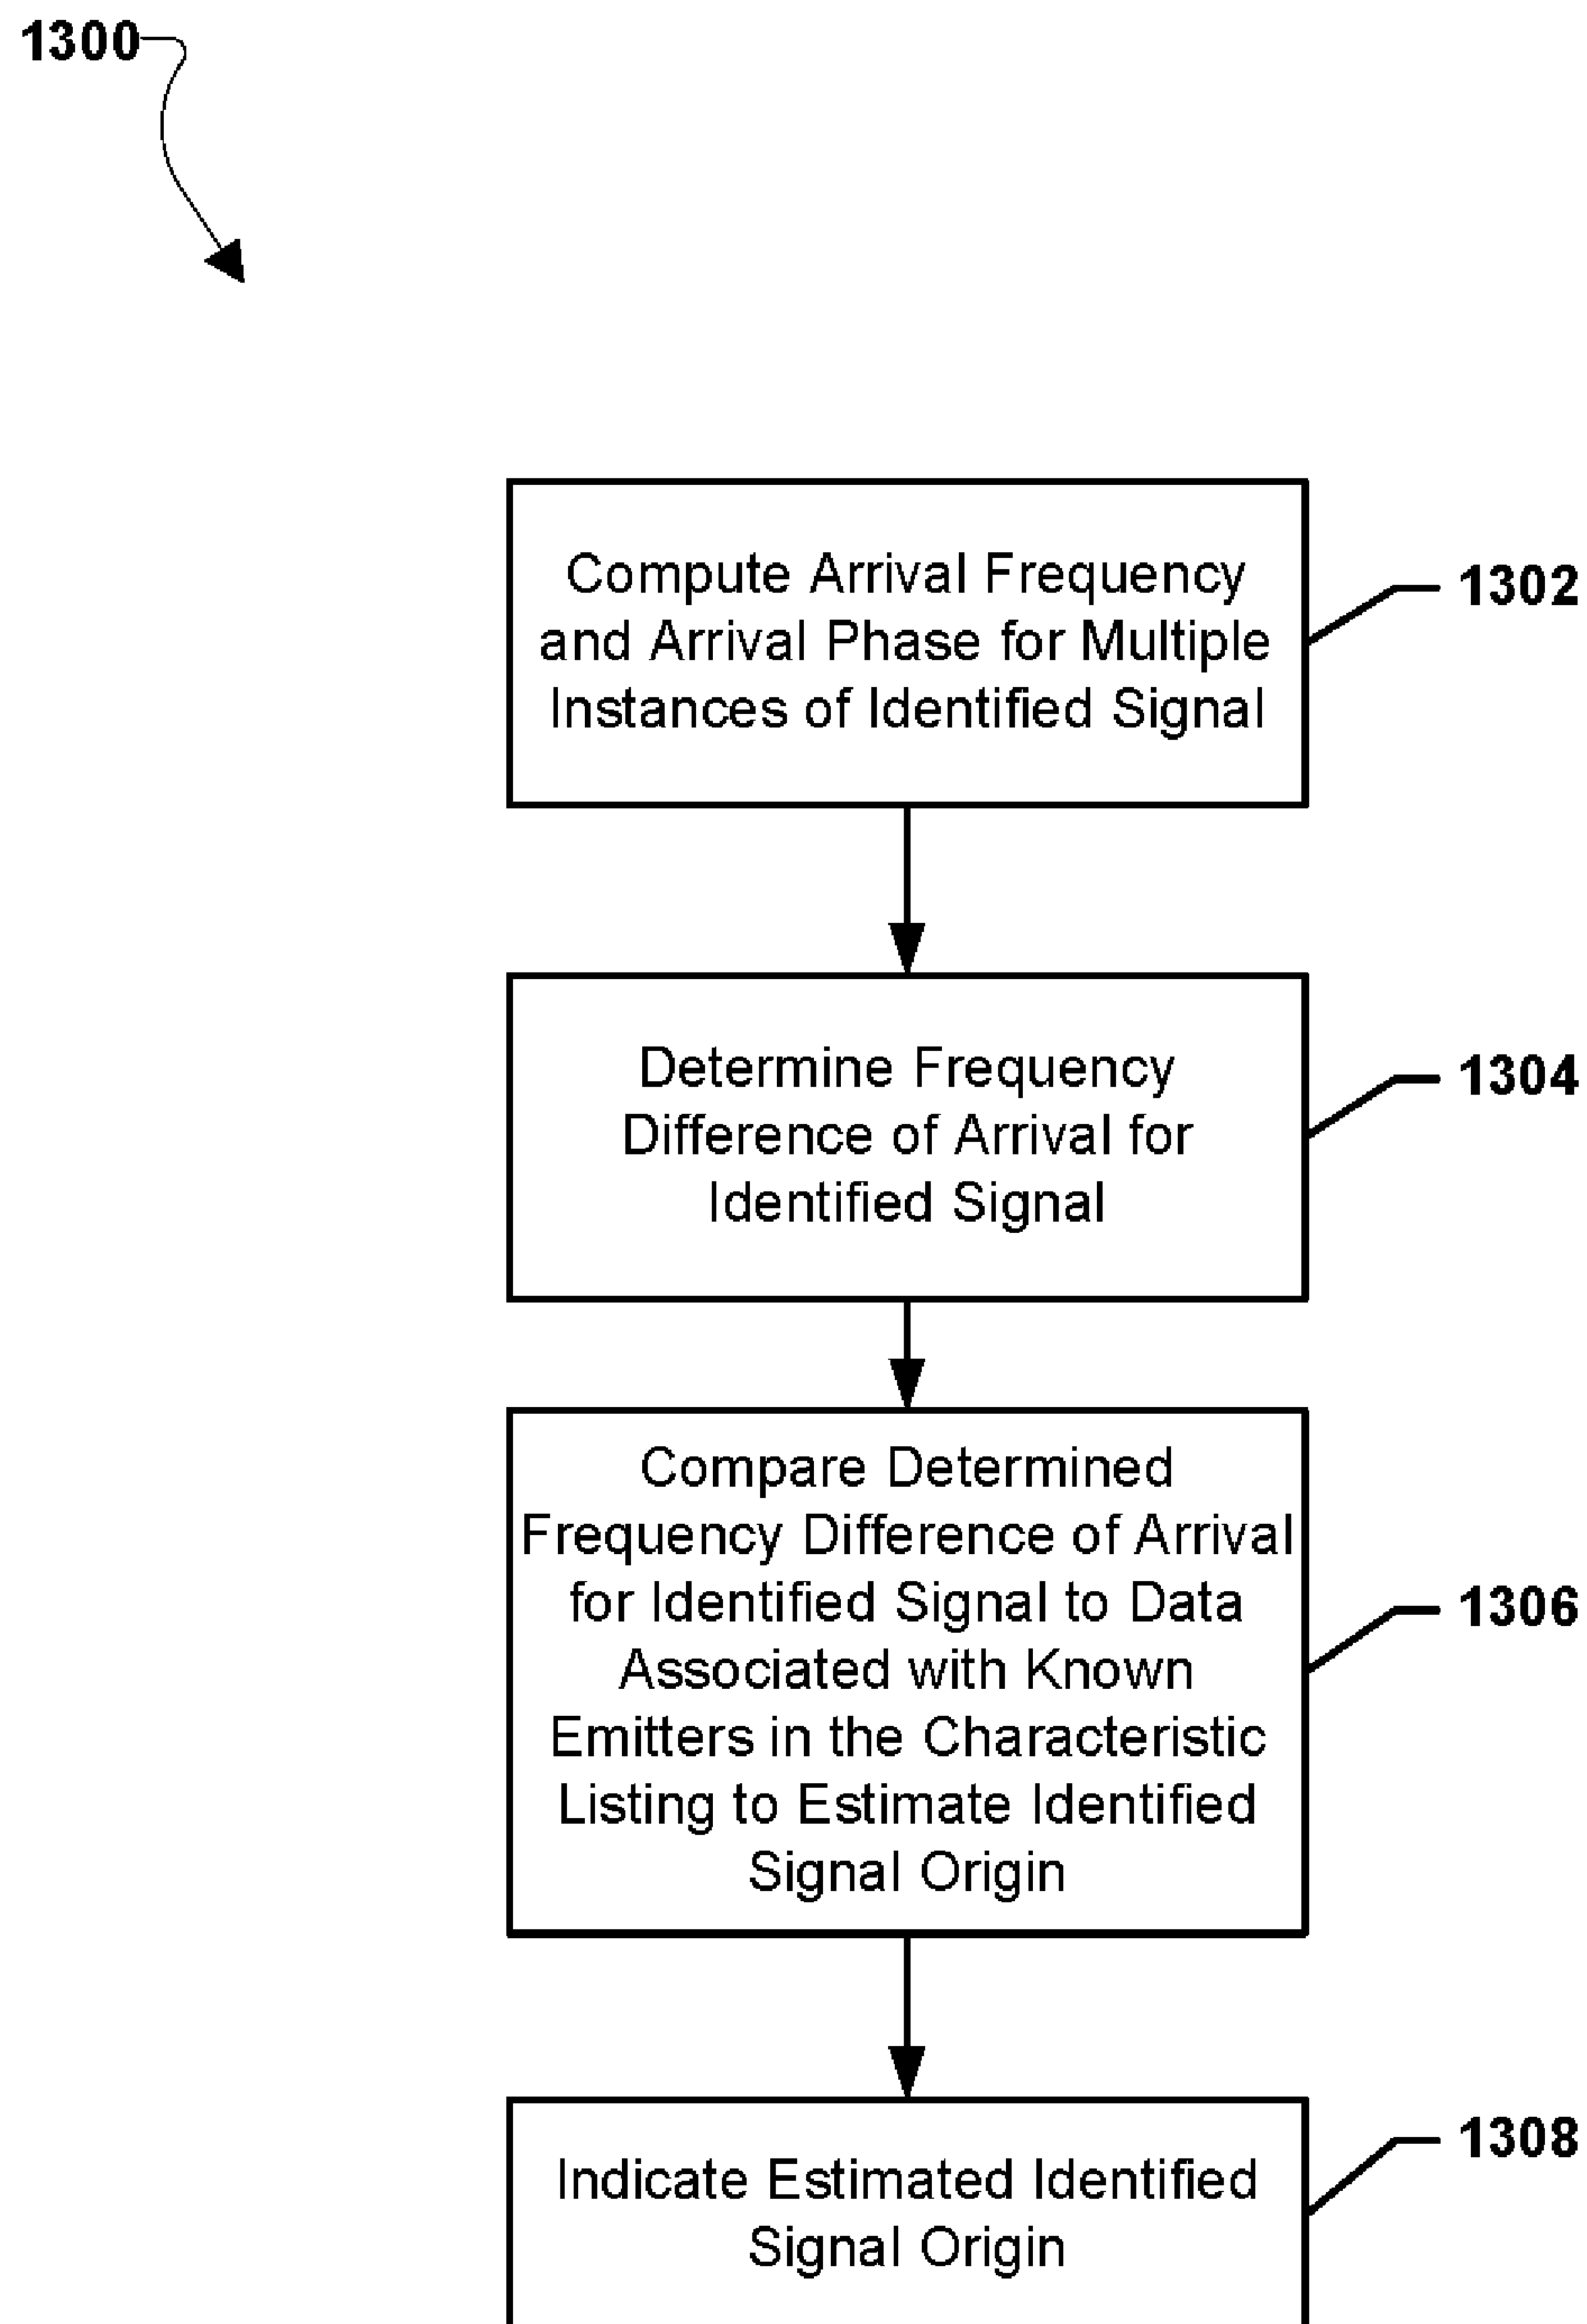 1300
Compute Arrival Frequency
and Arrival Phase for Multiple
Instances of Identified Signal
1302
Determine Frequency
Difference of Arrival for
Identified Signal
1304
Compare Determined
Frequency Difference of Arrival
for Identified Signal to Data
Associated with Known
Emitters in the Characteristic
Listing to Estimate Identified
Signal Origin
1306
Indicate Estimated Identified
Signal Origin
1308